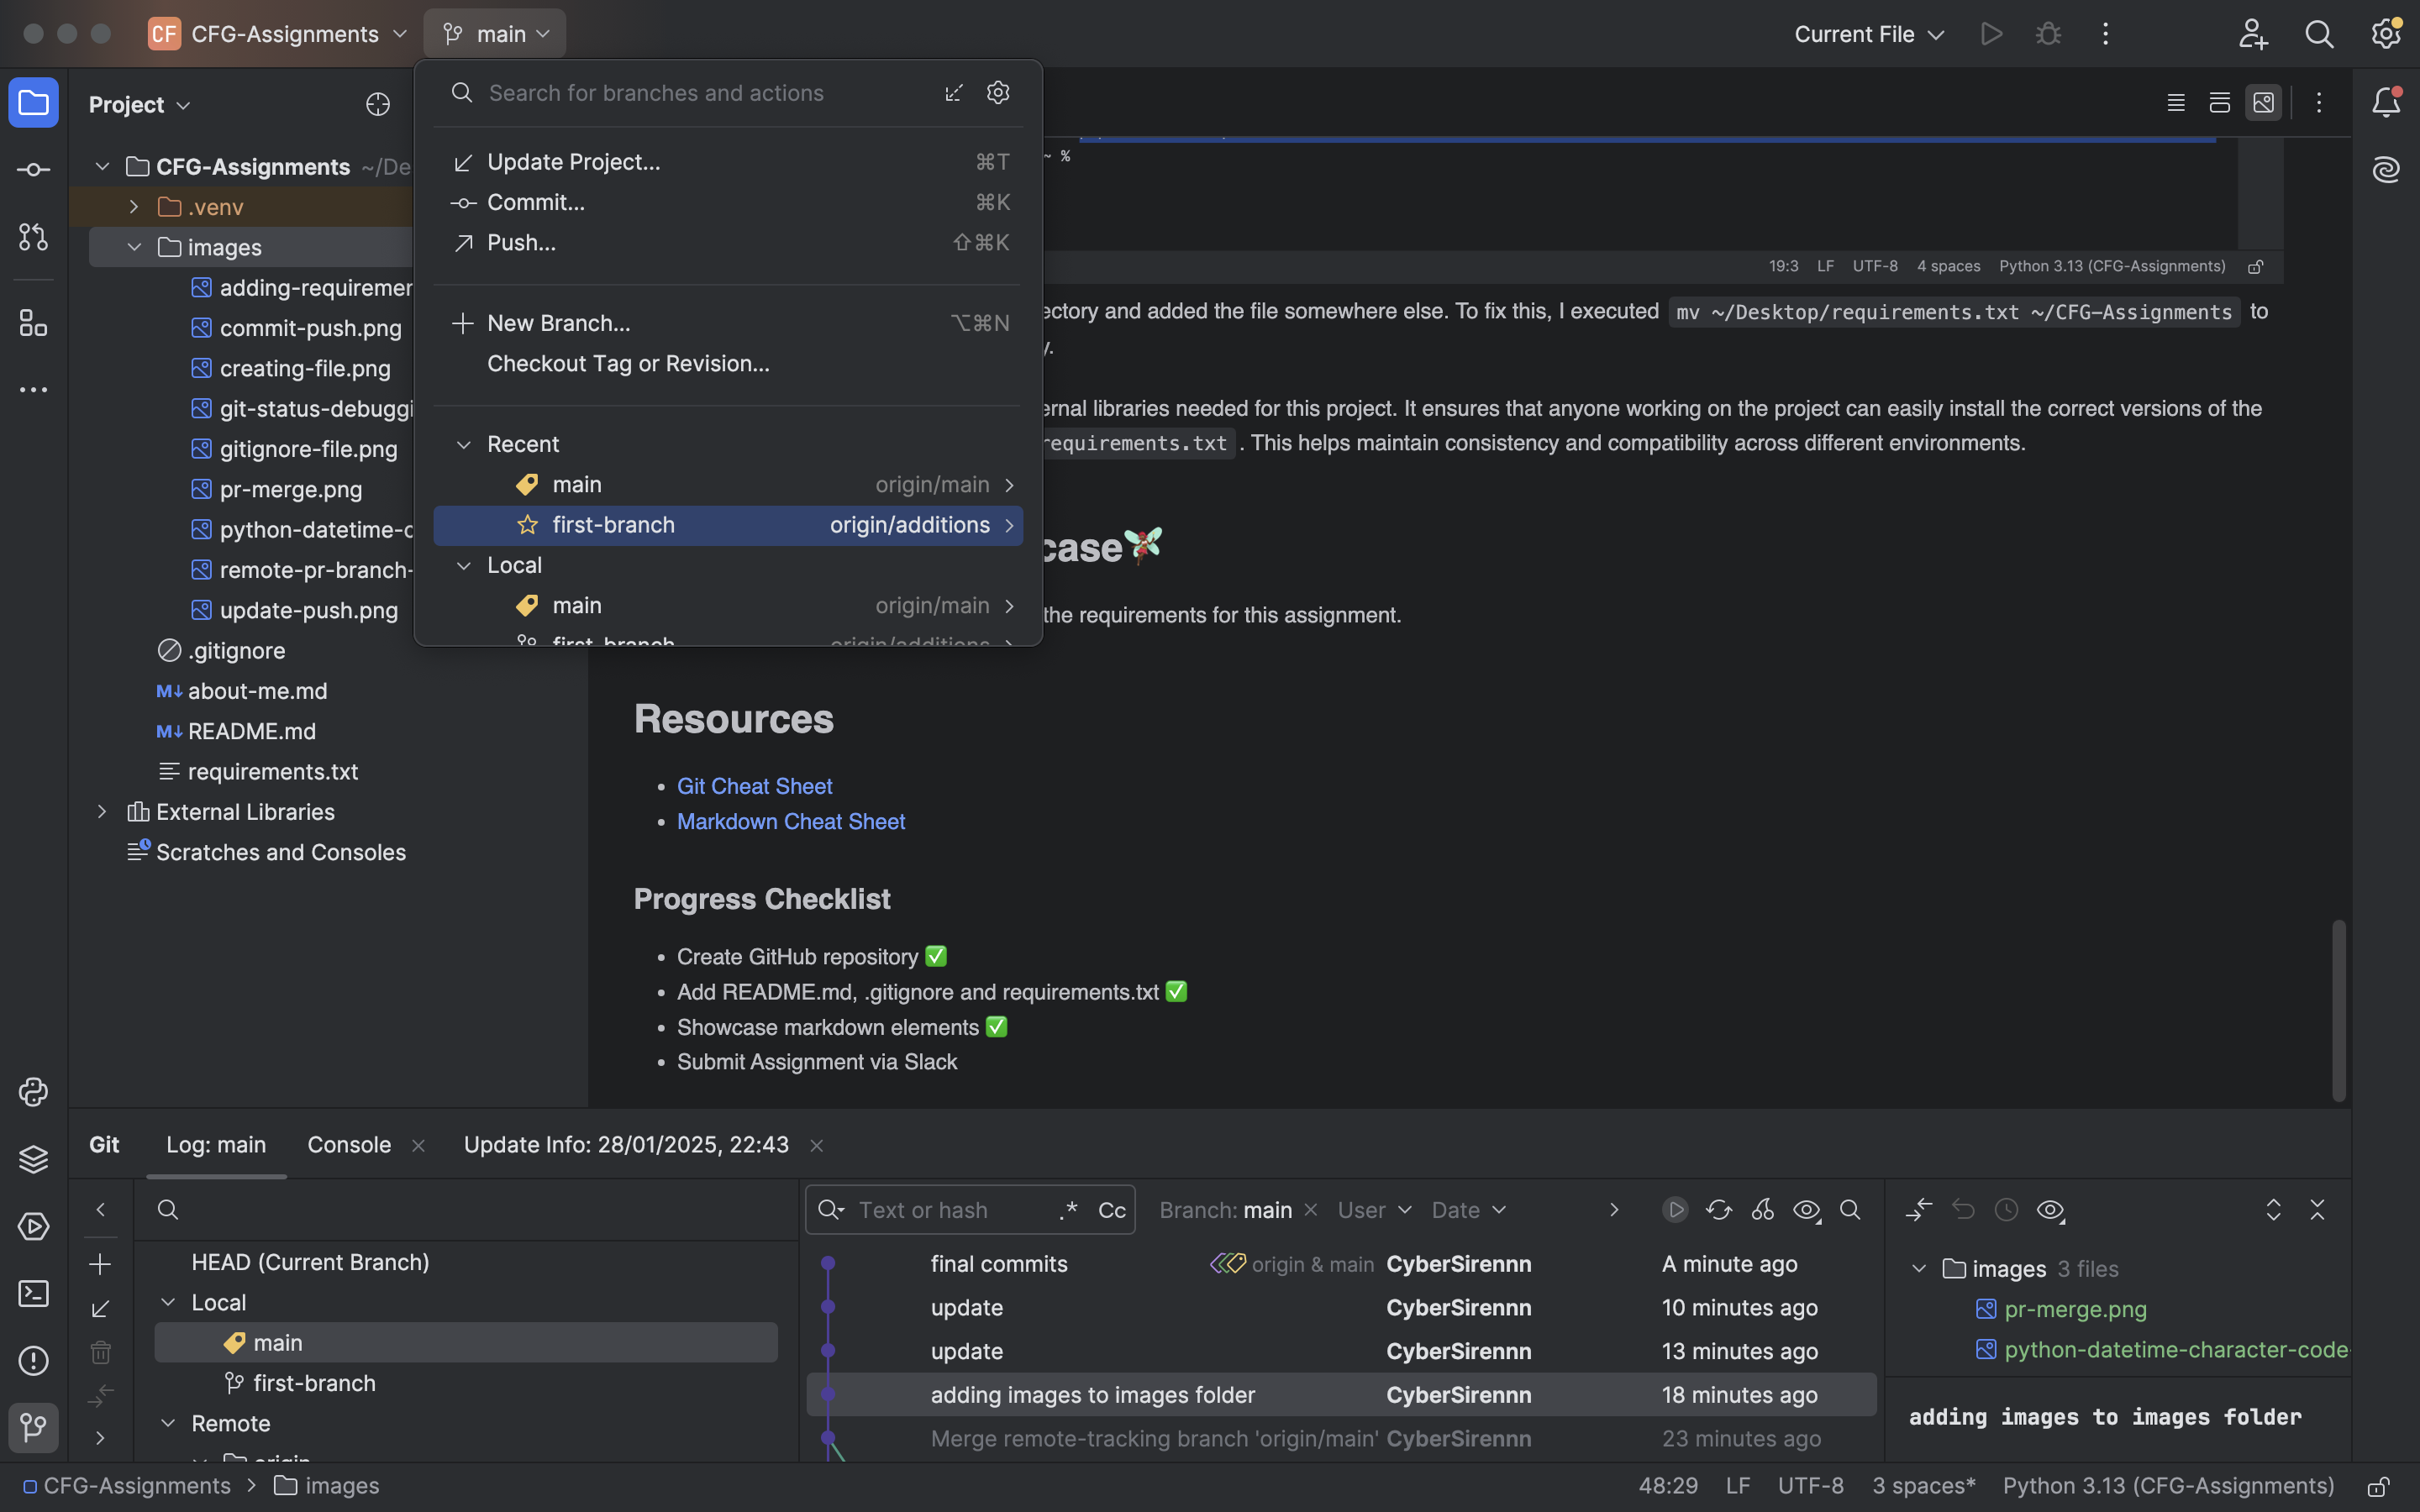 CF CFG-Assignments main
Current File
Project
CFG-Assignments ~/De
.venv
images
adding-requiremer
commit-push.png
creating-file.png
git-status-debuggi
gitignore-file.png
pr-merge.png
python-datetime-c
remote-pr-branch-
update-push.png
.gitignore
about-me.md
README.md
requirements.txt
External Libraries
Scratches and Consoles
Search for branches and actions
Update Project... ⌘T
Commit... ⌘K
Push... ⇧⌘K
New Branch... ⌥⌘N
Checkout Tag or Revision...
Recent
main origin/main
first-branch origin/additions
Local
main origin/main
first-branch origin/additions
~ %
19:3 LF UTF-8 4 spaces Python 3.13 (CFG-Assignments)
ectory and added the file somewhere else. To fix this, I executed mv ~/Desktop/requirements.txt ~/CFG-Assignments to
y.
ernal libraries needed for this project. It ensures that anyone working on the project can easily install the correct versions of the
requirements.txt . This helps maintain consistency and compatibility across different environments.
case
the requirements for this assignment.
Resources
• Git Cheat Sheet
• Markdown Cheat Sheet
Progress Checklist
• Create GitHub repository ✅
• Add README.md, .gitignore and requirements.txt ✅
• Showcase markdown elements ✅
• Submit Assignment via Slack
Git Log: main Console Update Info: 28/01/2025, 22:43
HEAD (Current Branch)
Local
main
first-branch
Remote
origin
Text or hash .* Cc Branch: main User Date
final commits origin & main CyberSirennn A minute ago
update CyberSirennn 10 minutes ago
update CyberSirennn 13 minutes ago
adding images to images folder CyberSirennn 18 minutes ago
Merge remote-tracking branch 'origin/main' CyberSirennn 23 minutes ago
images 3 files
pr-merge.png
python-datetime-character-code-
adding images to images folder
CFG-Assignments > images
48:29 LF UTF-8 3 spaces* Python 3.13 (CFG-Assignments)